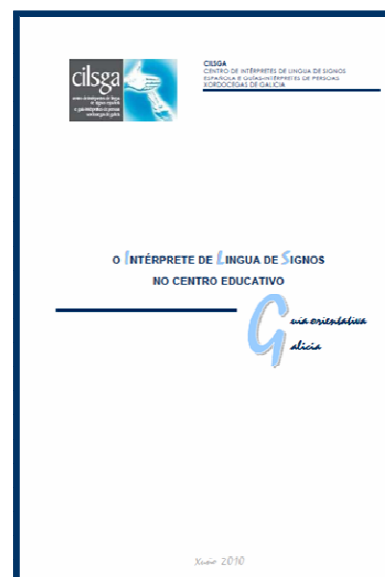 cilsga
CILSGA
CENTRO DE INTÉRPRETES DE LINGUA DE SIGNOS
ESPAÑOLA E GUÍAS-INTÉRPRETES DE PERSOAS
XORDOCEGAS DE GALICIA
O INTÉRPRETE DE LINGUA DE SIGNOS
NO CENTRO EDUCATIVO
Guía orientativa
Galicia
Xuño 2010